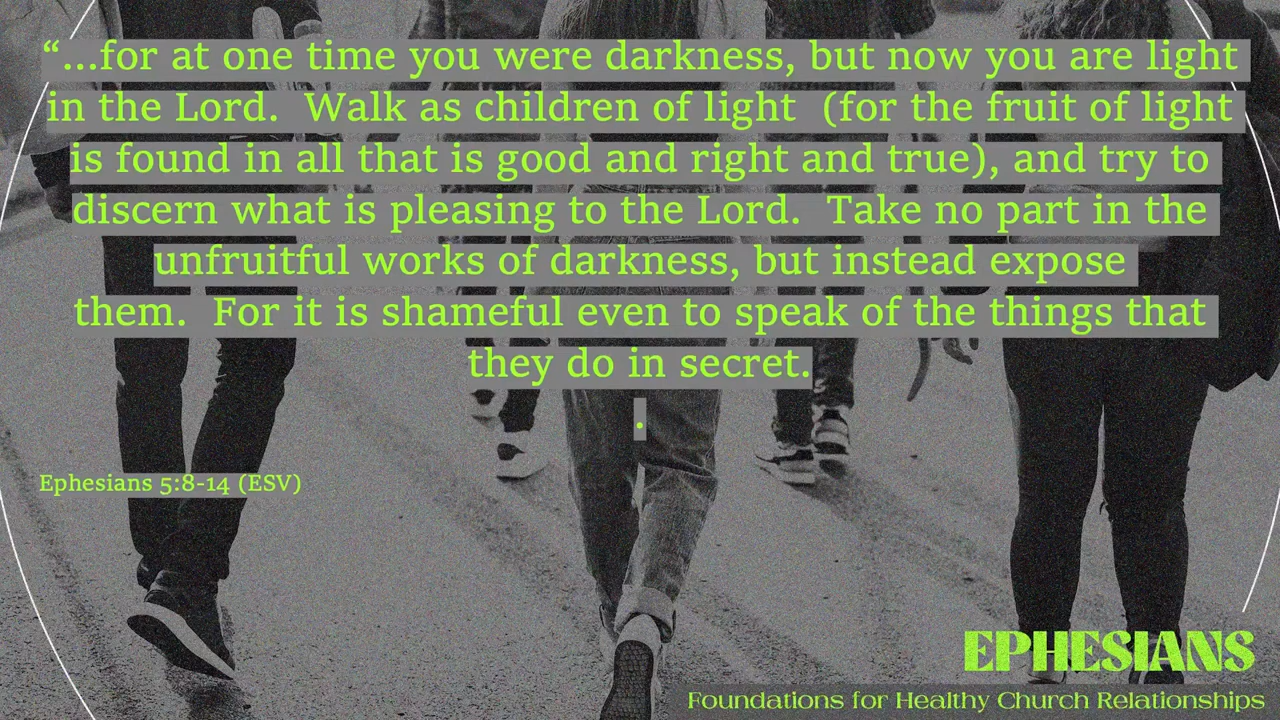 “...for at one time you were darkness, but now you are light
in the Lord.  Walk as children of light  (for the fruit of light
is found in all that is good and right and true), and try to
discern what is pleasing to the Lord.  Take no part in the
unfruitful works of darkness, but instead expose
them.  For it is shameful even to speak of the things that
they do in secret.
.
Ephesians 5:8-14 (ESV)
EPHESIANS
Foundations for Healthy Church Relationships